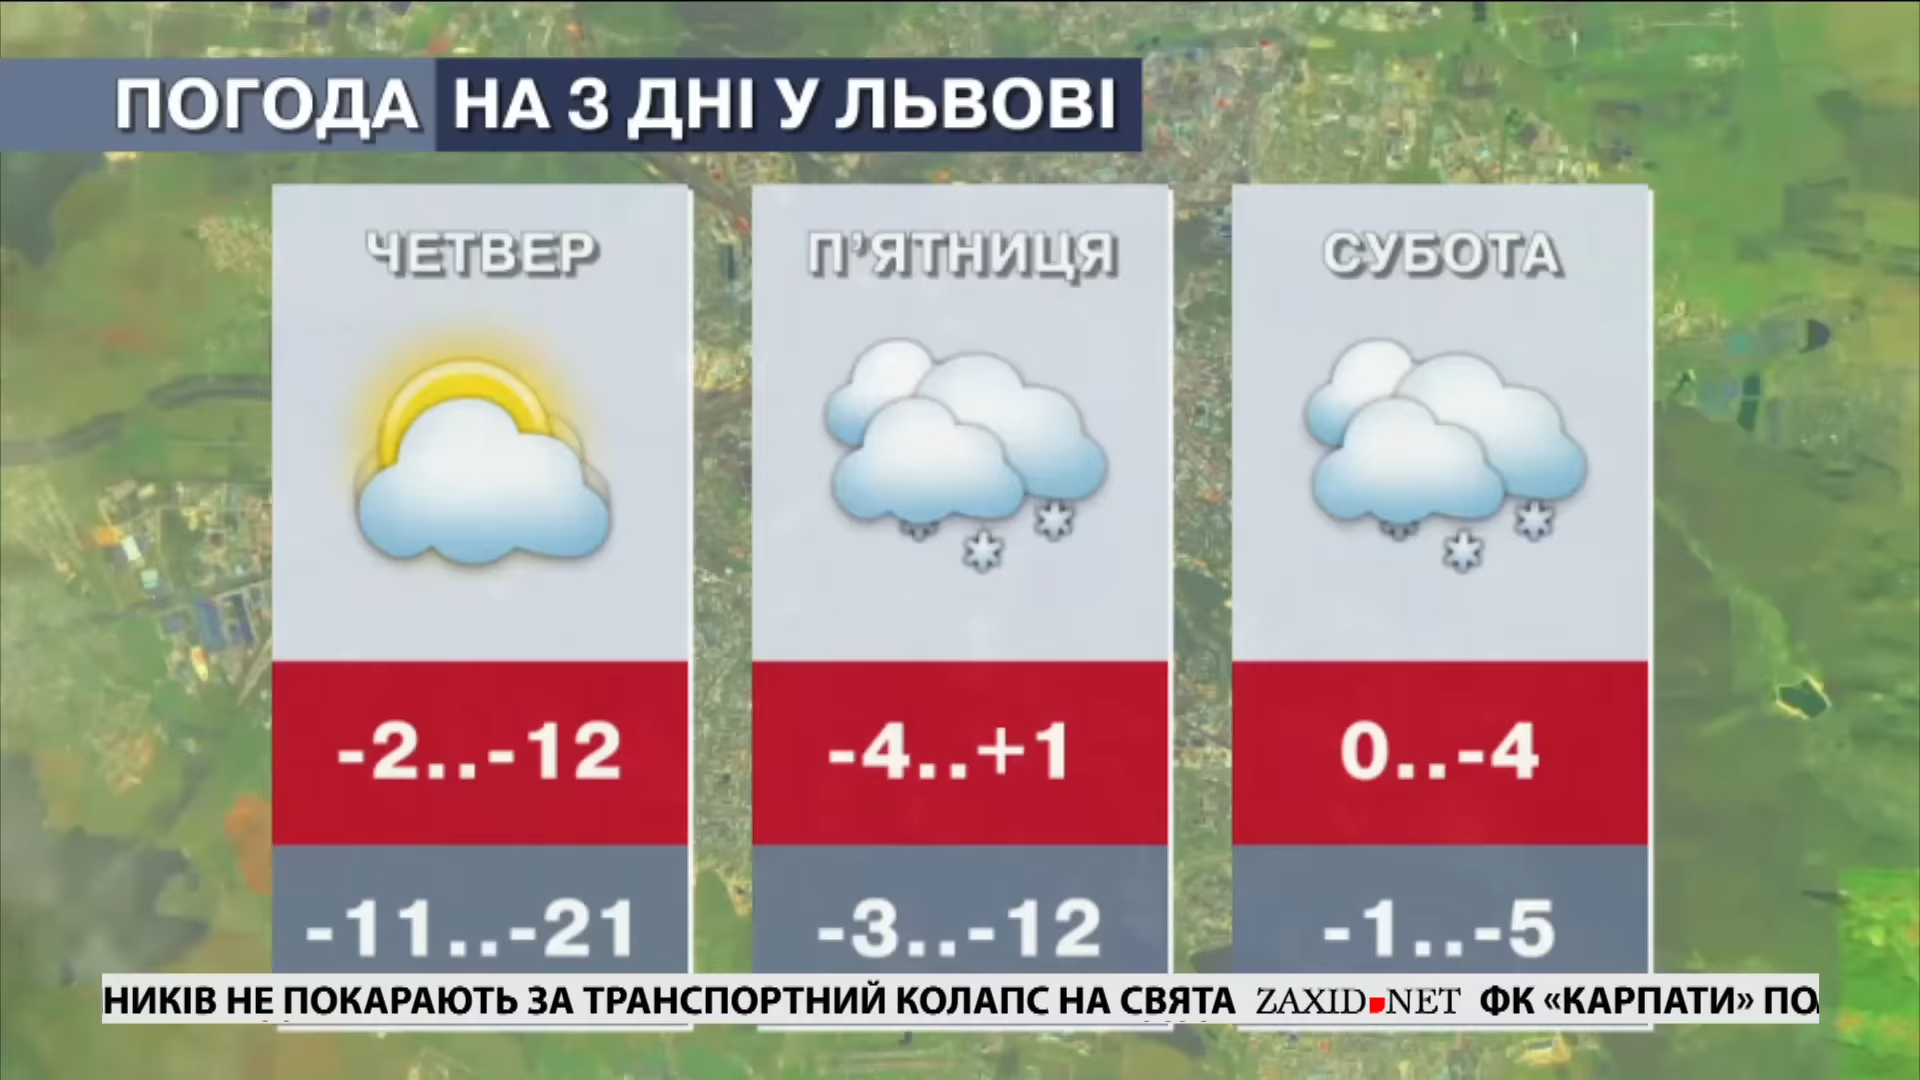 ПОГОДА НА 3 ДНІ У ЛЬВОВІ
ЧЕТВЕР
-2..-12
-11..-21
П’ЯТНИЦЯ
-4..+1
-3..-12
СУБОТА
0..-4
-1..-5
НИКІВ НЕ ПОКАРАЮТЬ ЗА ТРАНСПОРТНИЙ КОЛАПС НА СВЯТА ZAXID.NET ФК «КАРПАТИ» ПО